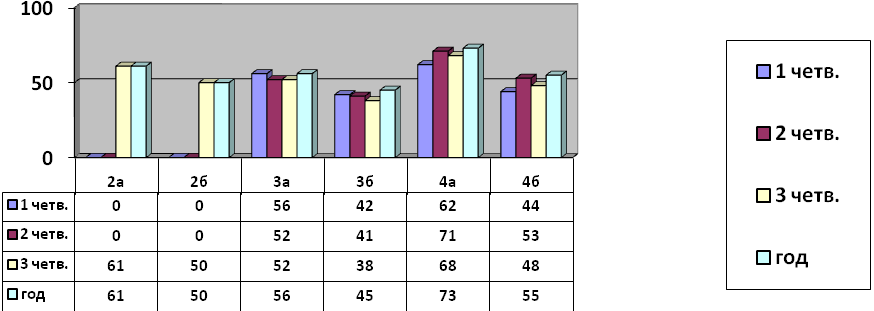 100
50
0
2а 2б 3а 3б 4а 4б
1 четв. 0 0 56 42 62 44
2 четв. 0 0 52 41 71 53
3 четв. 61 50 52 38 68 48
год 61 50 56 45 73 55
1 четв.
2 четв.
3 четв.
год